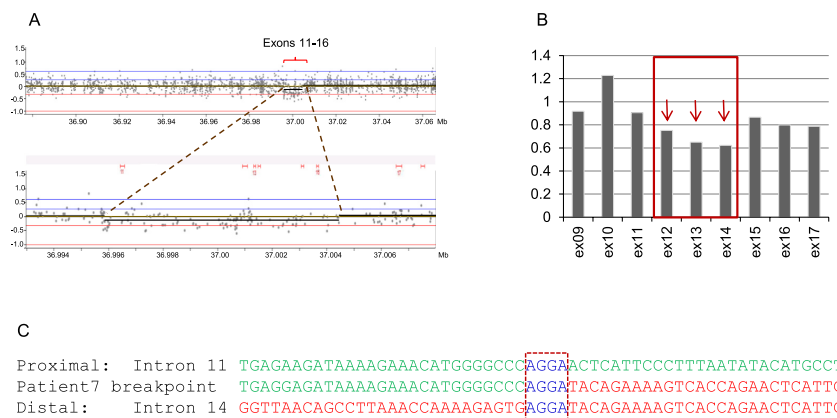 A
Exons 11-16
1.5
1.0
0.5
0
-0.5
-1.0
36.90 36.92 36.94 36.96 36.98 37.00 37.02 37.04 37.06 Mb
1.5
1.0
0.5
0
-0.5
-1.0
36.994 36.996 36.998 37.000 37.002 37.004 37.006 Mb
B
1.4
1.2
1
0.8
0.6
0.4
0.2
0
ex09 ex10 ex11 ex12 ex13 ex14 ex15 ex16 ex17
C
Proximal: Intron 11 TGAGAAGATAAAAGAAACATGGGGCCCAGGAACTCATTCCCTTTAATATACATGCCT
Patient7 breakpoint TGAGGAGATAAAAGAAACATGGGGCCCAGGATACAGAAAAGTCACCAGAACTCATTG
Distal: Intron 14 GGTTAACAGCCTTAAACCAAAAGAGTGAGGATACAGAAAAGTCACCAGAACTCATTG